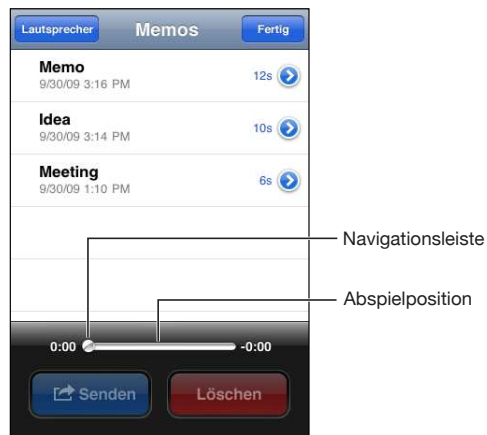 Lautsprecher Memos Fertig
Memo
9/30/09 3:16 PM
12s
Idea
9/30/09 3:14 PM
10s
Meeting
9/30/09 1:10 PM
6s
Navigationsleiste
Abspielposition
0:00 -0:00
Senden Löschen